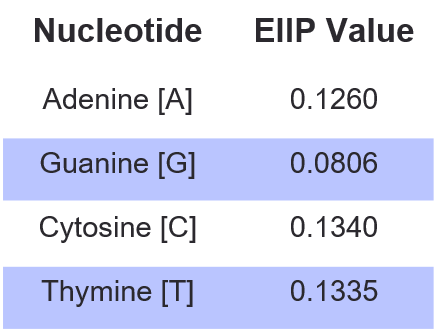 Nucleotide EIIP Value
Adenine [A] 0.1260
Guanine [G] 0.0806
Cytosine [C] 0.1340
Thymine [T] 0.1335